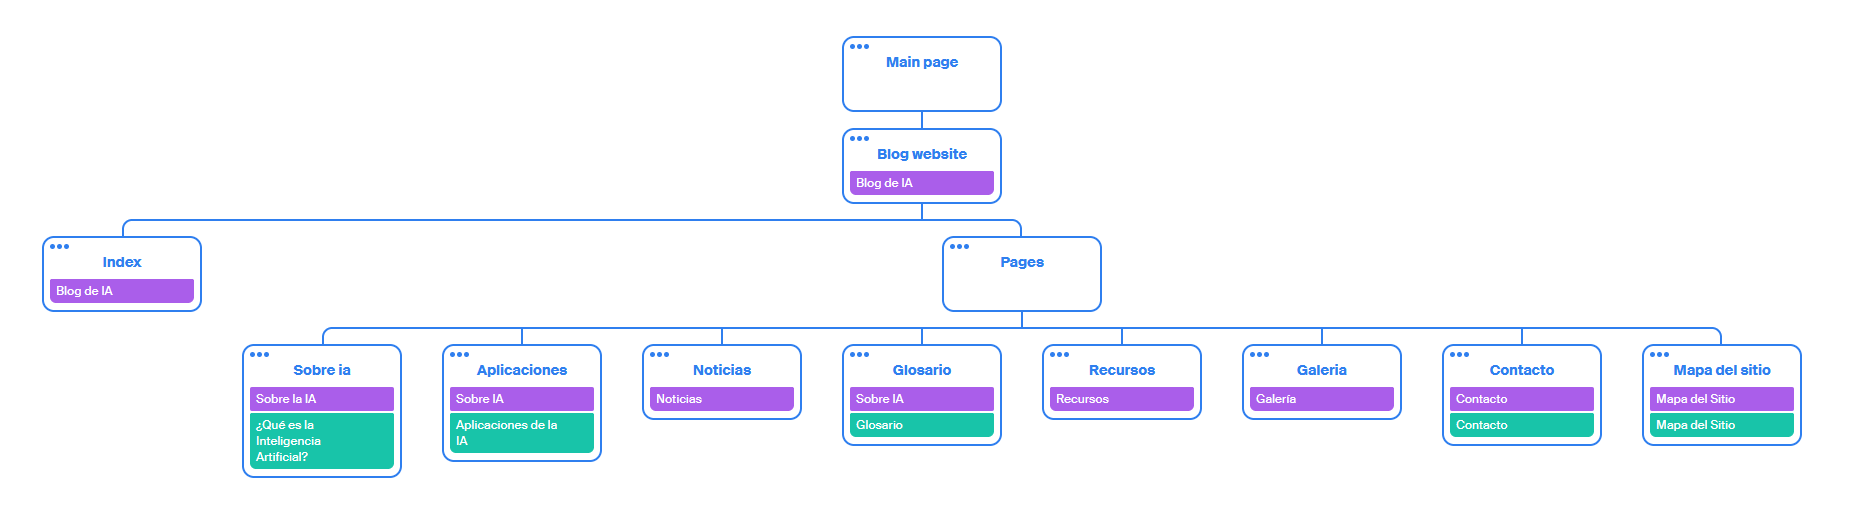 Main page
Blog website
Blog de IA
Index
Blog de IA
Pages
Sobre ia
Sobre la IA
¿Qué es la
Inteligencia
Artificial?
Aplicaciones
Sobre IA
Aplicaciones de la
IA
Noticias
Noticias
Glosario
Sobre IA
Glosario
Recursos
Recursos
Galeria
Galería
Contacto
Contacto
Contacto
Mapa del sitio
Mapa del Sitio
Mapa del Sitio